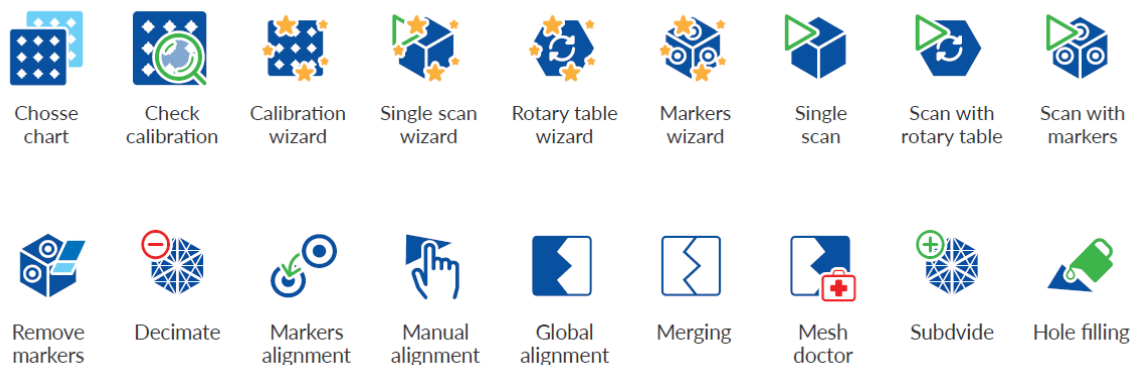 Chosse chart
Check calibration
Calibration wizard
Single scan wizard
Rotary table wizard
Markers wizard
Single scan
Scan with rotary table
Scan with markers
Remove markers
Decimate
Markers alignment
Manual alignment
Global alignment
Merging
Mesh doctor
Subdvide
Hole filling